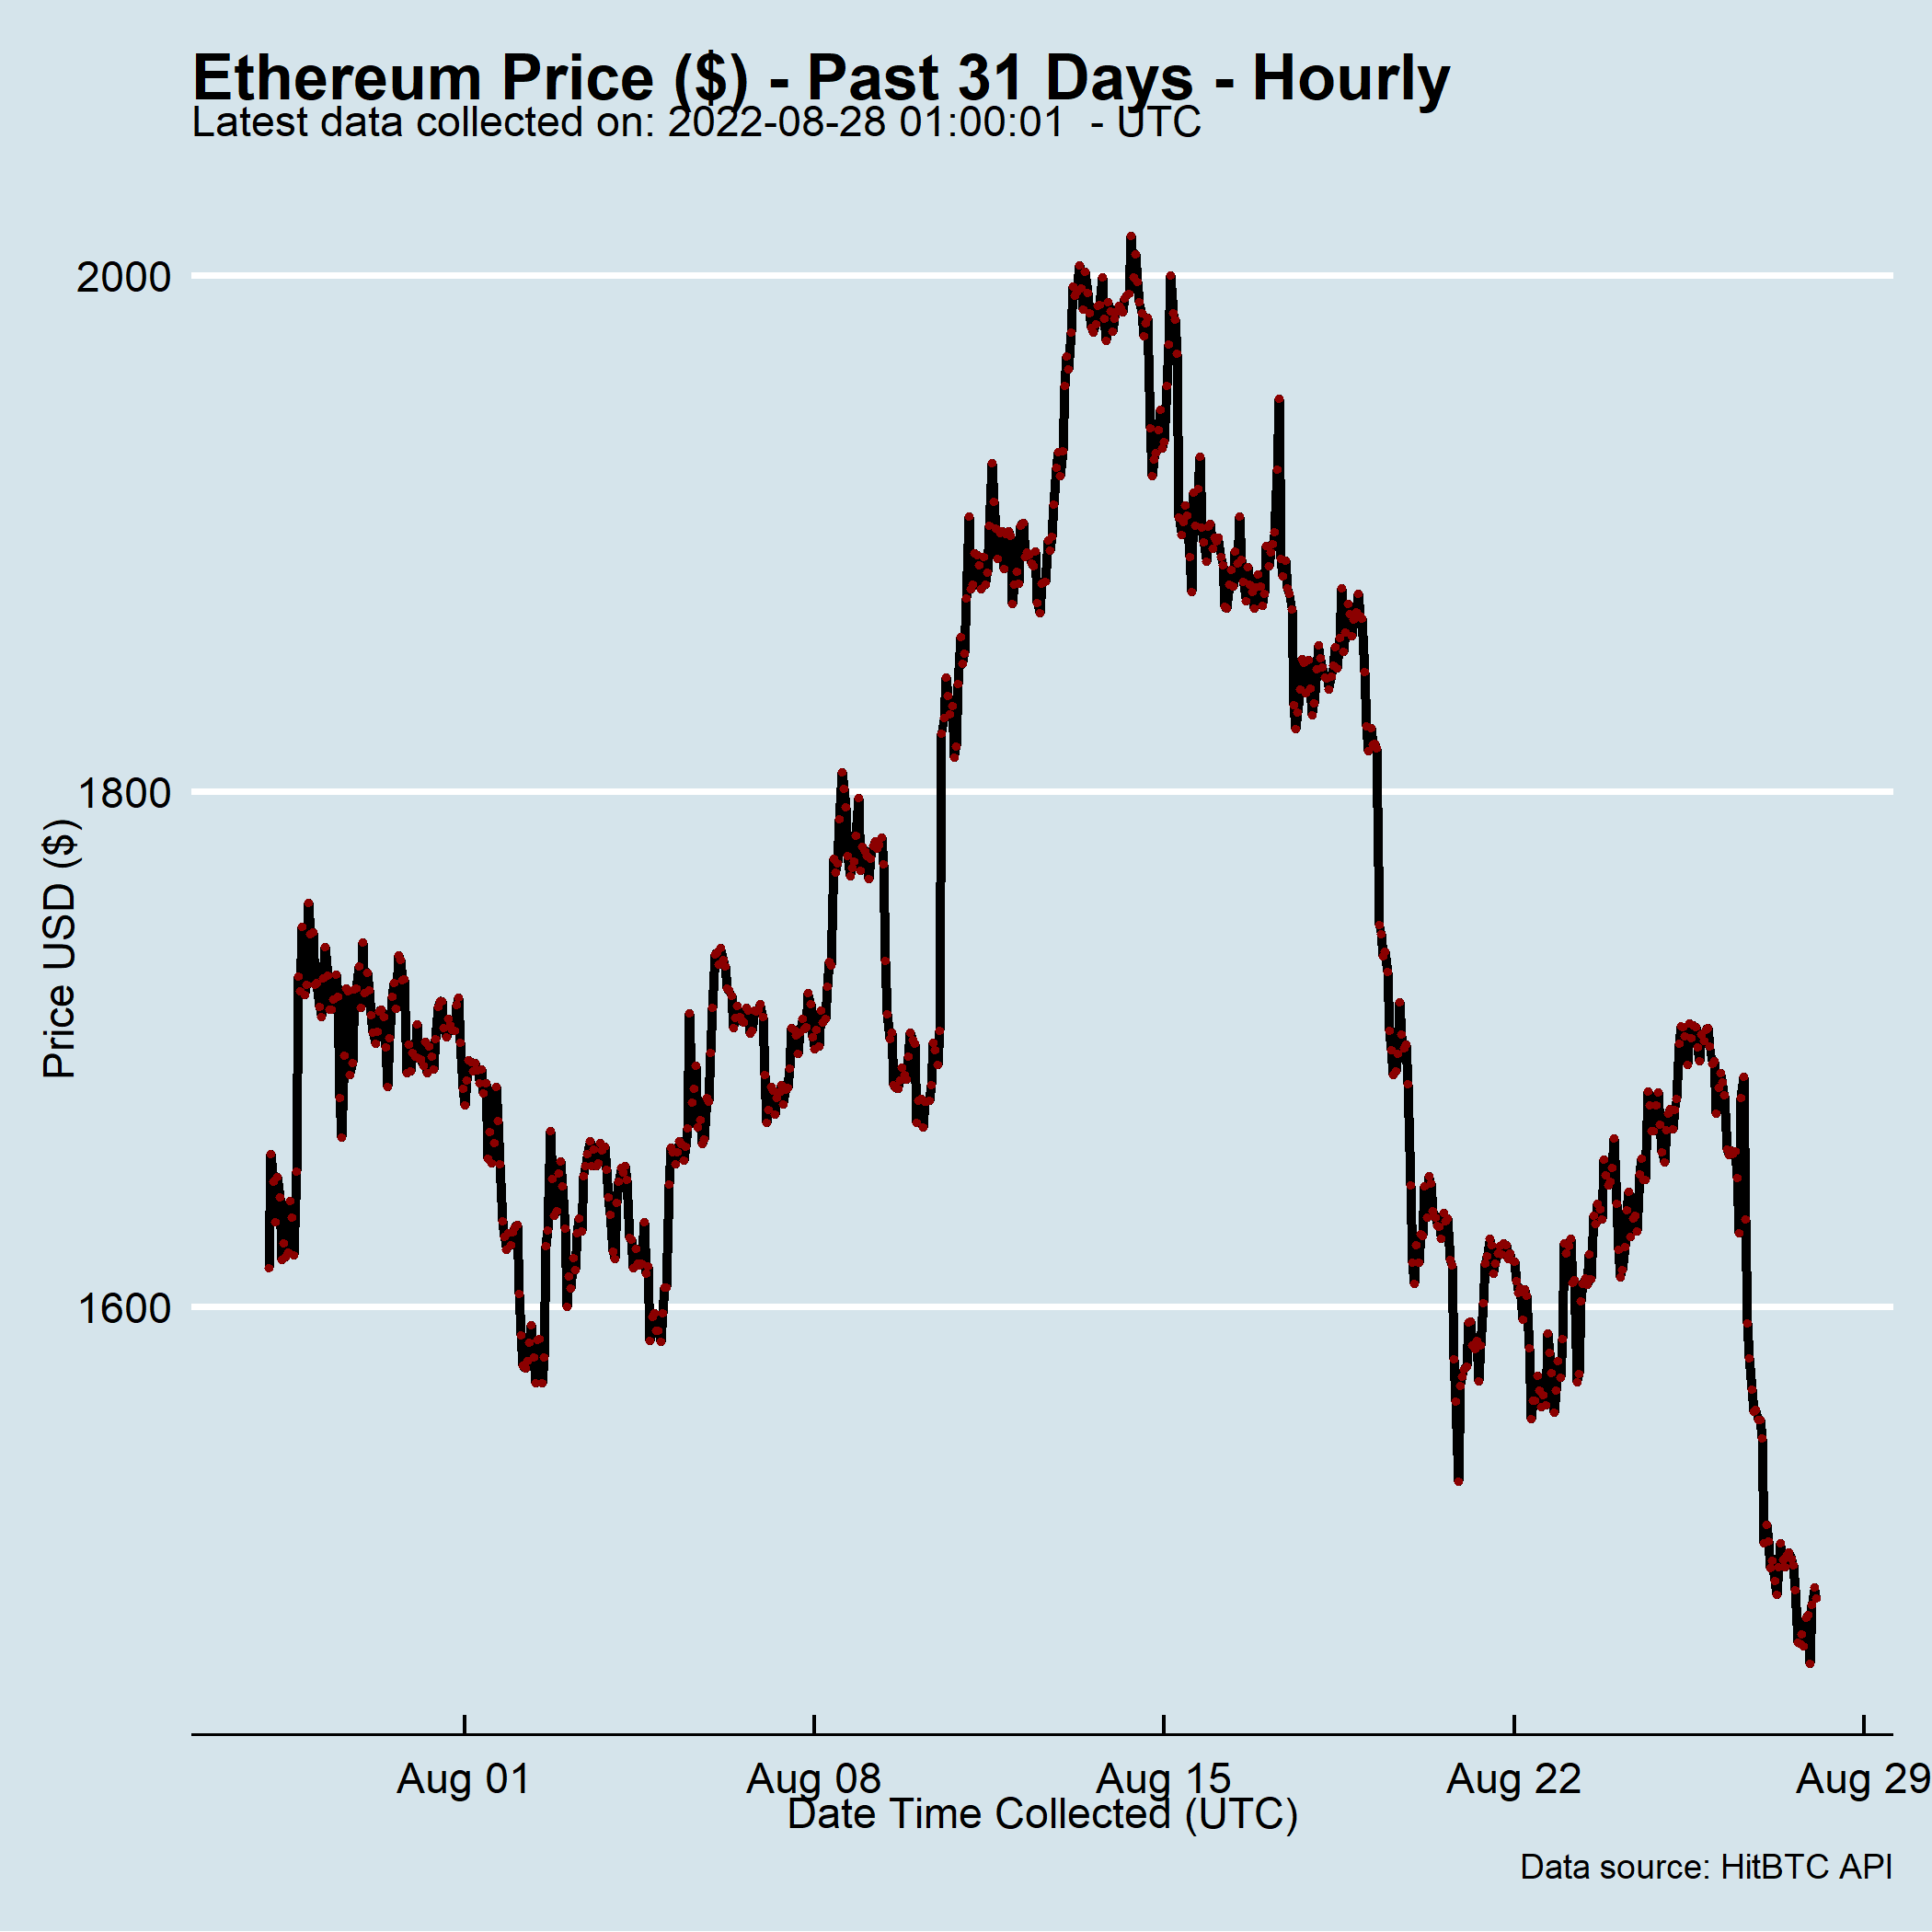 Ethereum Price ($) - Past 31 Days - Hourly
Latest data collected on: 2022-08-28 01:00:01  - UTC
2000
1800
1600
Price USD ($)
Aug 01
Aug 08
Aug 15
Aug 22
Aug 29
Date Time Collected (UTC)
Data source: HitBTC API